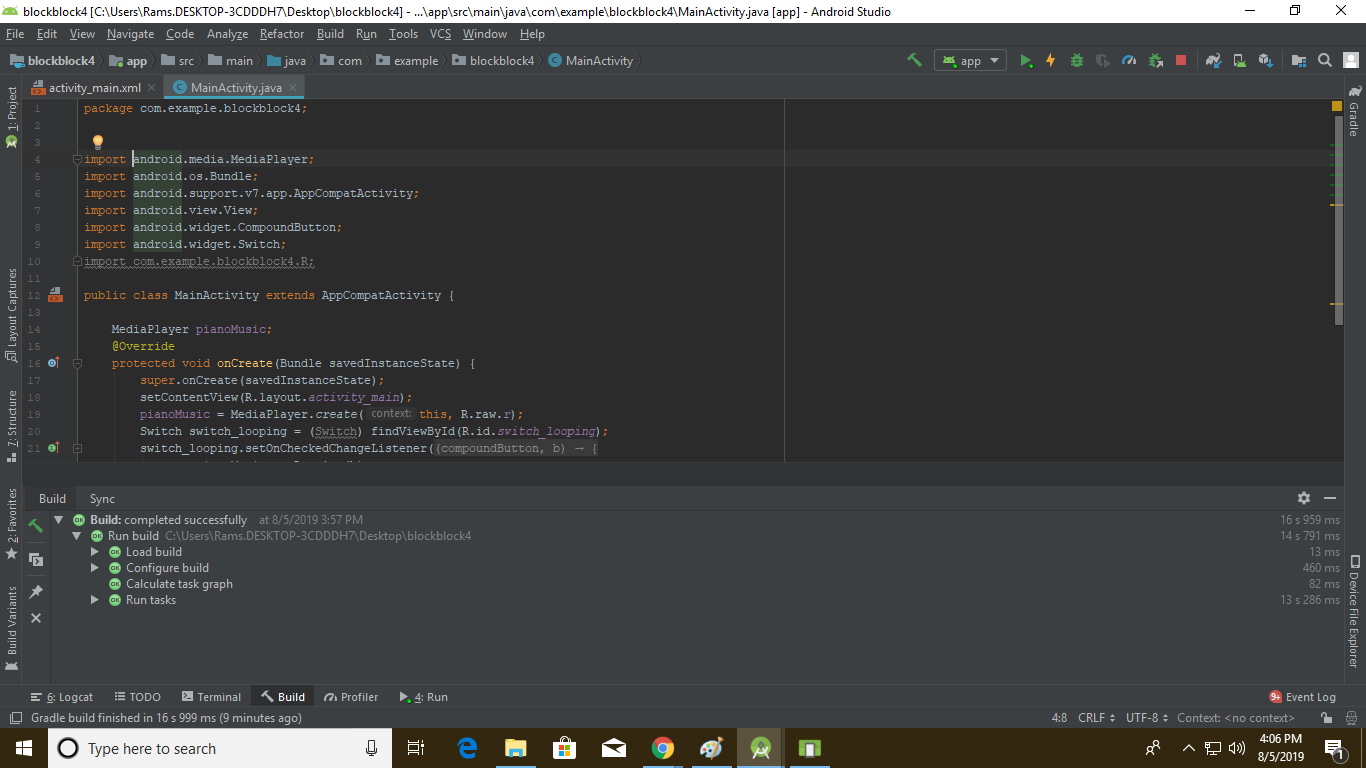 blockblock4 [C:\Users\Rams.DESKTOP-3CDDDH7\Desktop\blockblock4] - ...\app\src\main\java\com\example\blockblock4\MainActivity.java [app] - Android Studio
File Edit View Navigate Code Analyze Refactor Build Run Tools VCS Window Help
blockblock4 app src main java com example blockblock4 MainActivity app
activity_main.xml MainActivity.java
1: Project
Layout Captures
7: Structure
2: Favorites
Build Variants
Gradle
Device File Explorer
1 package com.example.blockblock4;
2
3
4 import android.media.MediaPlayer;
5 import android.os.Bundle;
6 import android.support.v7.app.AppCompatActivity;
7 import android.view.View;
8 import android.widget.CompoundButton;
9 import android.widget.Switch;
10 import com.example.blockblock4.R;
11
12 public class MainActivity extends AppCompatActivity {
13
14 MediaPlayer pianoMusic;
15 @Override
16 protected void onCreate(Bundle savedInstanceState) {
17 super.onCreate(savedInstanceState);
18 setContentView(R.layout.activity_main);
19 pianoMusic = MediaPlayer.create( context: this, R.raw.r);
20 Switch switch_looping = (Switch) findViewById(R.id.switch_looping);
21 switch_looping.setOnCheckedChangeListener((compoundButton, b) → {
Build Sync
Build: completed successfully at 8/5/2019 3:57 PM 16 s 959 ms
Run build C:\Users\Rams.DESKTOP-3CDDDH7\Desktop\blockblock4 14 s 791 ms
Load build 13 ms
Configure build 460 ms
Calculate task graph 82 ms
Run tasks 13 s 286 ms
6: Logcat TODO Terminal Build Profiler 4: Run 9+ Event Log
Gradle build finished in 16 s 999 ms (9 minutes ago) 4:8 CRLF UTF-8 Context: <no context>
Type here to search
4:06 PM
8/5/2019
1